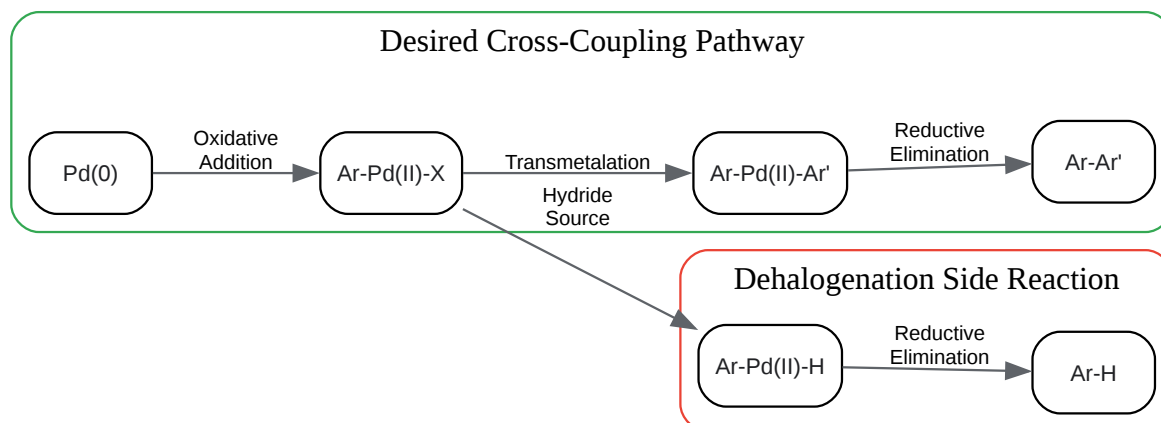 Desired Cross-Coupling Pathway
Pd(0)
Oxidative
Addition
Ar-Pd(II)-X
Transmetalation
Hydride
Source
Ar-Pd(II)-Ar'
Reductive
Elimination
Ar-Ar'
Dehalogenation Side Reaction
Ar-Pd(II)-H
Reductive
Elimination
Ar-H